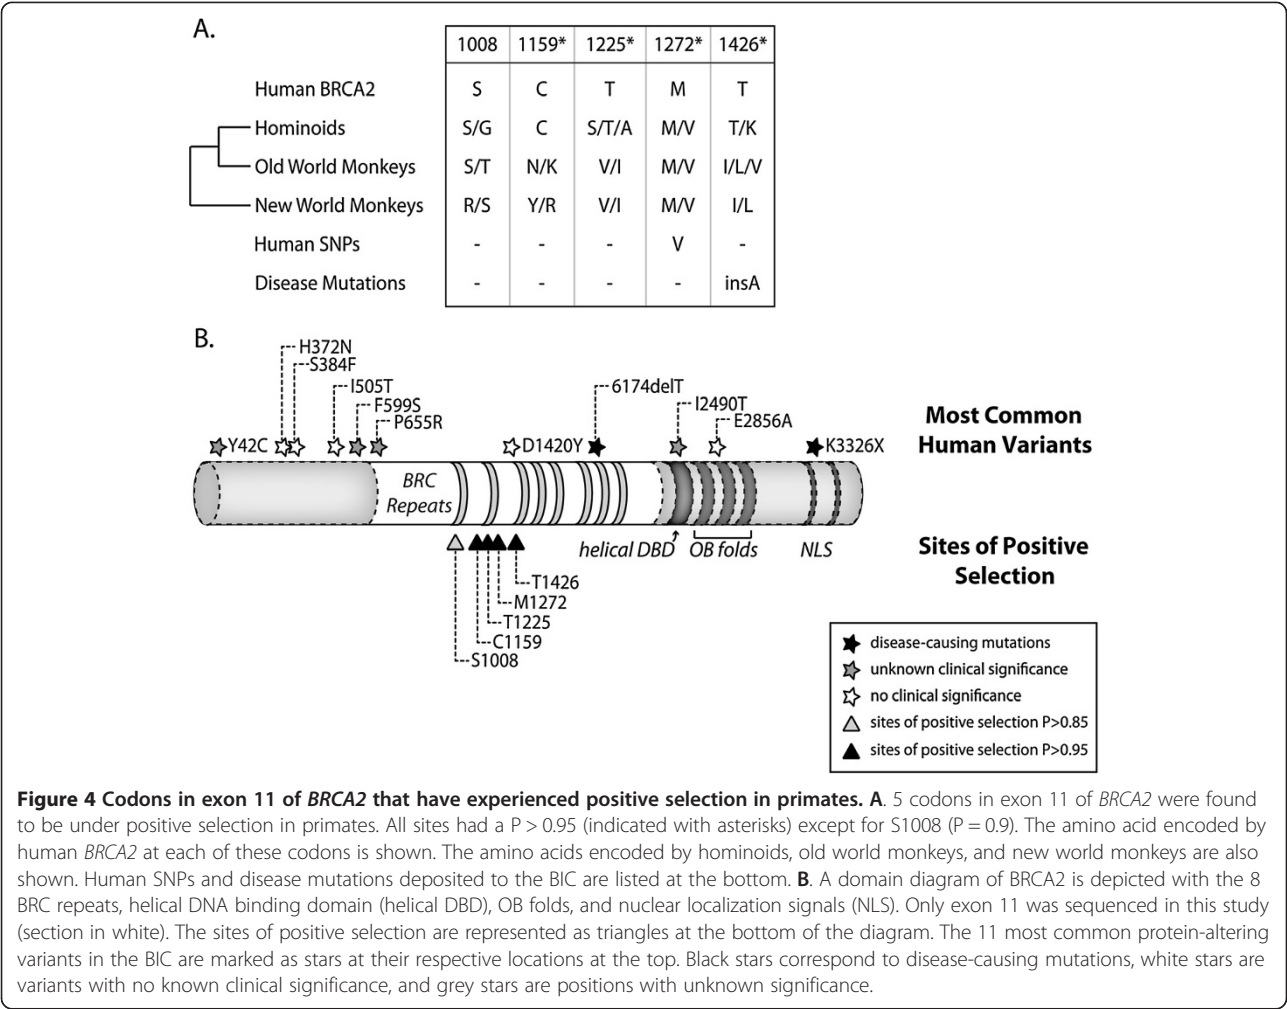 A.
1008 1159* 1225* 1272* 1426*
Human BRCA2 S C T M T
Hominoids S/G C S/T/A M/V T/K
Old World Monkeys S/T N/K V/I M/V I/L/V
New World Monkeys R/S Y/R V/I M/V I/L
Human SNPs - - - V -
Disease Mutations - - - - insA
B.
H372N
S384F
I505T
F599S
P655R
6174delT
I2490T
E2856A
Y42C
D1420Y
K3326X
Most Common
Human Variants
BRC
Repeats
helical DBD
OB folds
NLS
Sites of Positive
Selection
T1426
M1272
T1225
C1159
S1008
disease-causing mutations
unknown clinical significance
no clinical significance
sites of positive selection P>0.85
sites of positive selection P>0.95
Figure 4 Codons in exon 11 of BRCA2 that have experienced positive selection in primates. A. 5 codons in exon 11 of BRCA2 were found
to be under positive selection in primates. All sites had a P > 0.95 (indicated with asterisks) except for S1008 (P = 0.9). The amino acid encoded by
human BRCA2 at each of these codons is shown. The amino acids encoded by hominoids, old world monkeys, and new world monkeys are also
shown. Human SNPs and disease mutations deposited to the BIC are listed at the bottom. B. A domain diagram of BRCA2 is depicted with the 8
BRC repeats, helical DNA binding domain (helical DBD), OB folds, and nuclear localization signals (NLS). Only exon 11 was sequenced in this study
(section in white). The sites of positive selection are represented as triangles at the bottom of the diagram. The 11 most common protein-altering
variants in the BIC are marked as stars at their respective locations at the top. Black stars correspond to disease-causing mutations, white stars are
variants with no known clinical significance, and grey stars are positions with unknown significance.